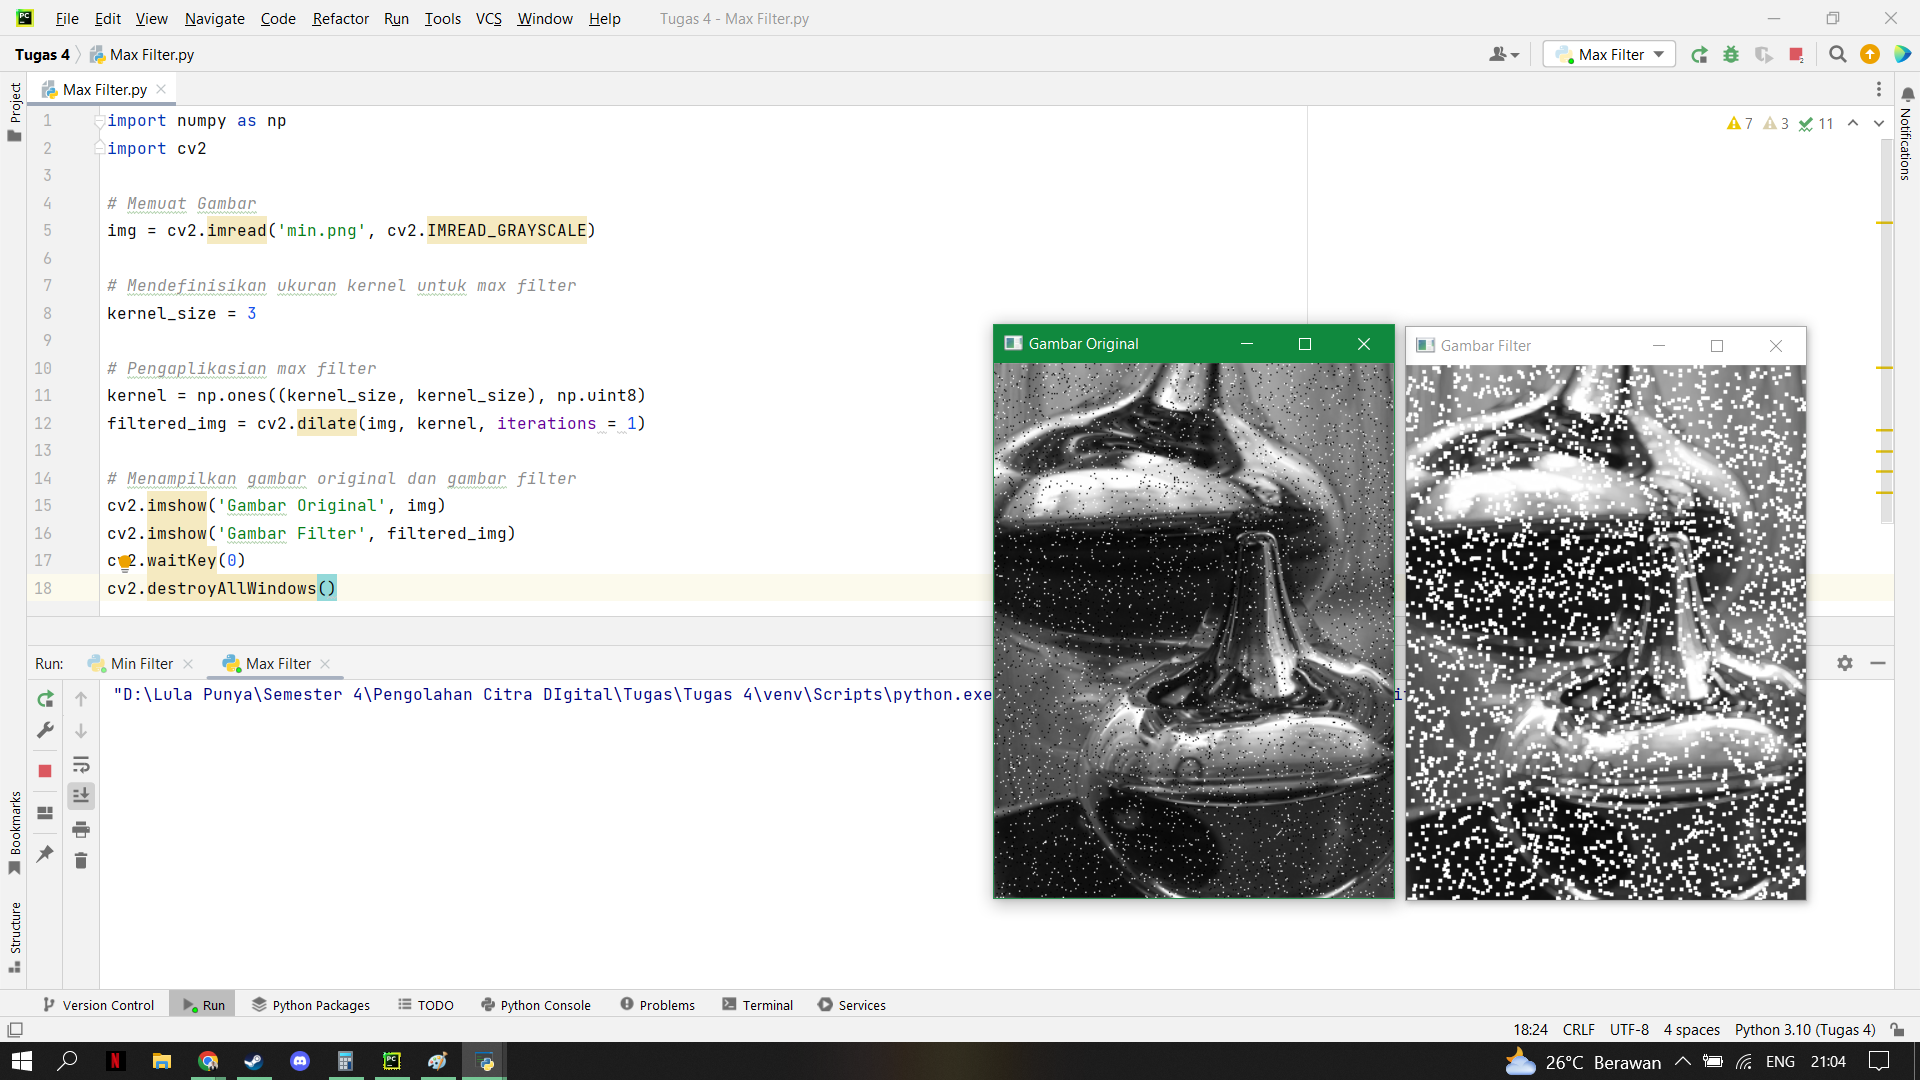 File Edit View Navigate Code Refactor Run Tools VCS Window Help Tugas 4 - Max Filter.py
Tugas 4 Max Filter.py Max Filter
Project
Max Filter.py
Notifications
7 3 11
1 import numpy as np
2 import cv2
3
4 # Memuat Gambar
5 img = cv2.imread('min.png', cv2.IMREAD_GRAYSCALE)
6
7 # Mendefinisikan ukuran kernel untuk max filter
8 kernel_size = 3
9
10 # Pengaplikasian max filter
11 kernel = np.ones((kernel_size, kernel_size), np.uint8)
12 filtered_img = cv2.dilate(img, kernel, iterations = 1)
13
14 # Menampilkan gambar original dan gambar filter
15 cv2.imshow('Gambar Original', img)
16 cv2.imshow('Gambar Filter', filtered_img)
17 cv2.waitKey(0)
18 cv2.destroyAllWindows()
Gambar Original
Gambar Filter
Run: Min Filter Max Filter
"D:\Lula Punya\Semester 4\Pengolahan Citra DIgital\Tugas\Tugas 4\venv\Scripts\python.exe
Bookmarks
Structure
Version Control Run Python Packages TODO Python Console Problems Terminal Services
18:24 CRLF UTF-8 4 spaces Python 3.10 (Tugas 4)
26°C Berawan ENG 21:04